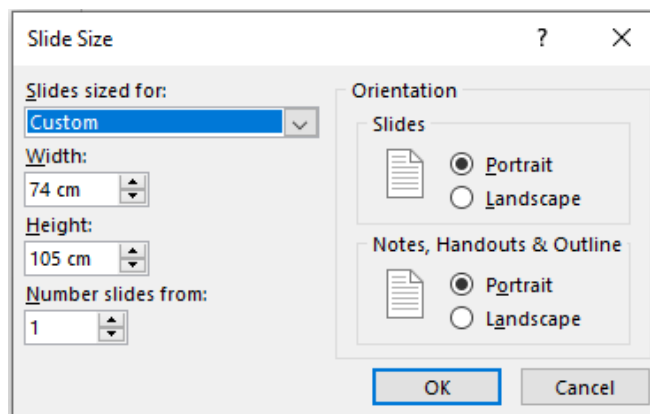 Slide Size
?
Slides sized for:
Custom
Width:
74 cm
Height:
105 cm
Number slides from:
1
Orientation
Slides
Portrait
Landscape
Notes, Handouts & Outline
Portrait
Landscape
OK
Cancel